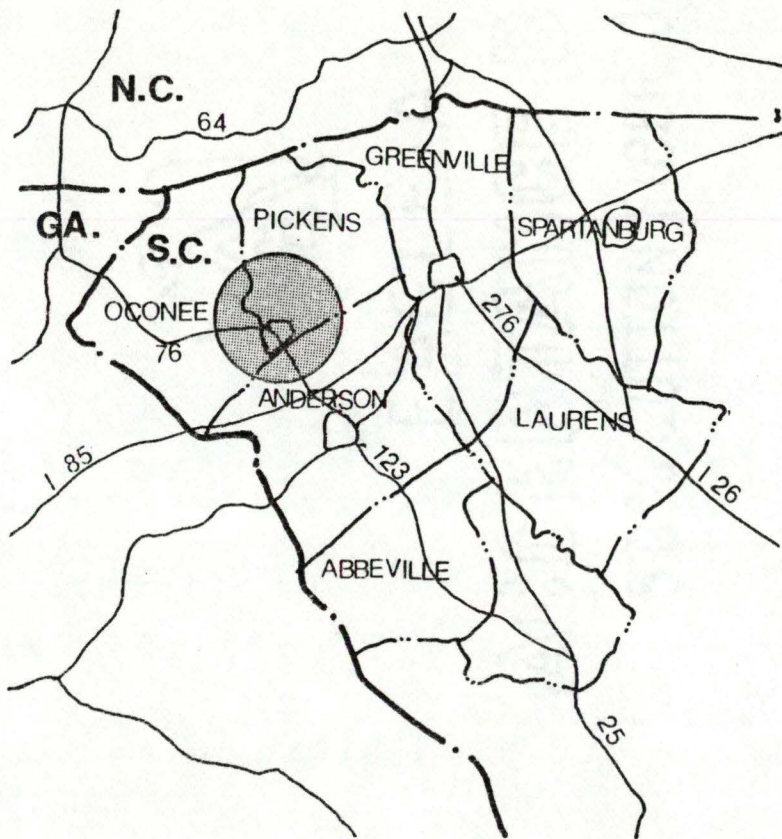 N.C.
64
GREENVILLE
GA.
PICKENS
SPARTANBURG
S.C.
OCONEE
276
76
ANDERSON
LAURENS
I 85
123
I 26
ABBEVILLE
25